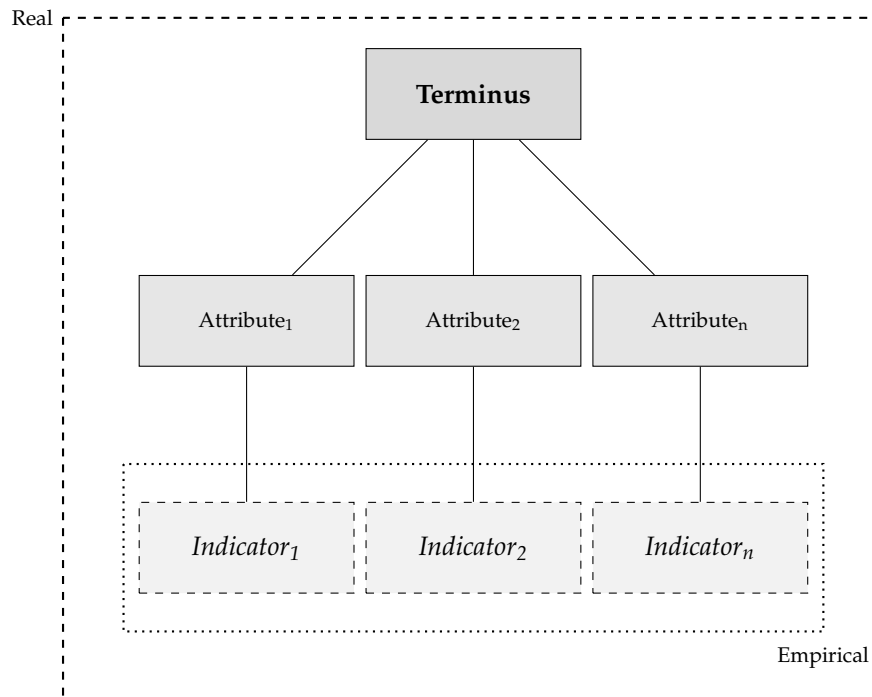 Real
Terminus
Attribute₁ Attribute₂ Attributeₙ
Indicator₁ Indicator₂ Indicatorₙ
Empirical